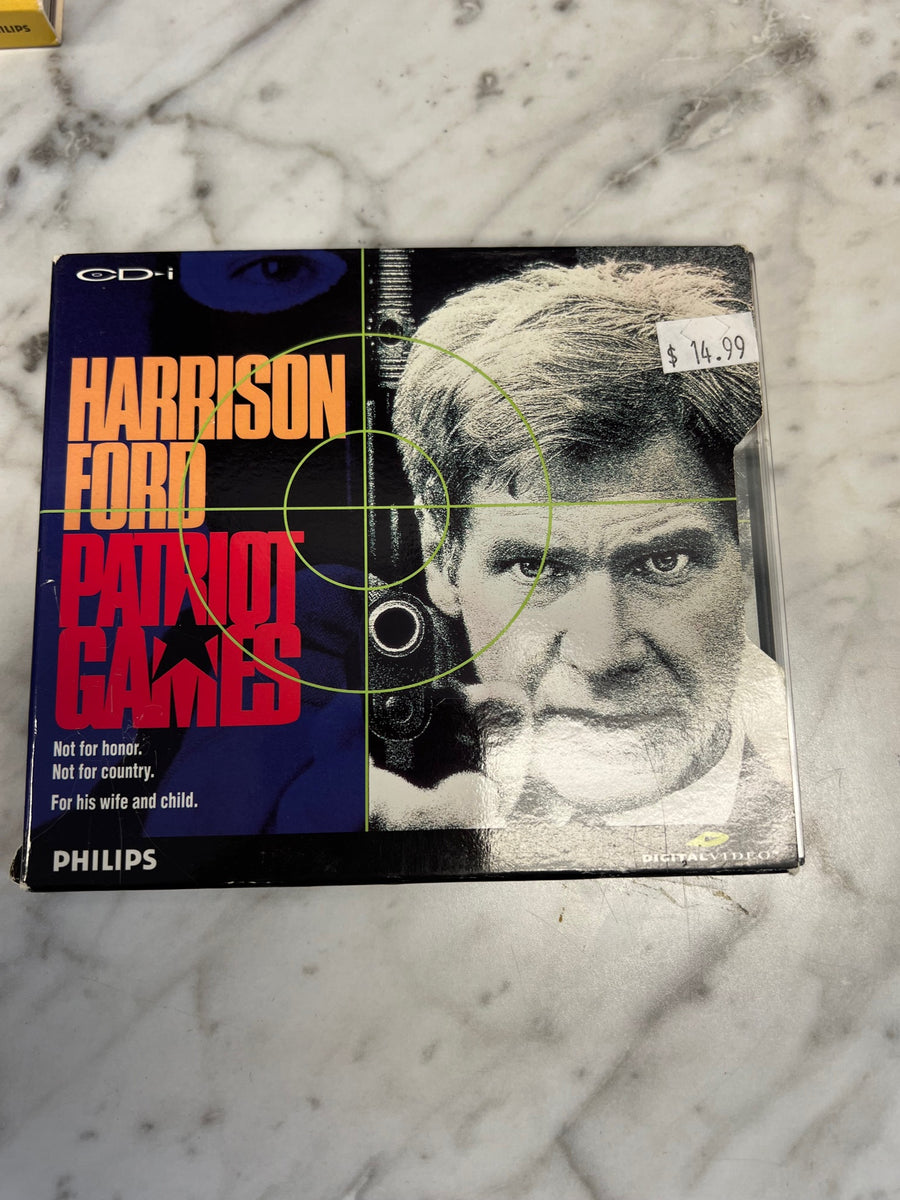 CD-i
$ 14.99
HARRISON
FORD
PATRIOT
GAMES
Not for honor.
Not for country.
For his wife and child.
PHILIPS
DIGITAL VIDEO